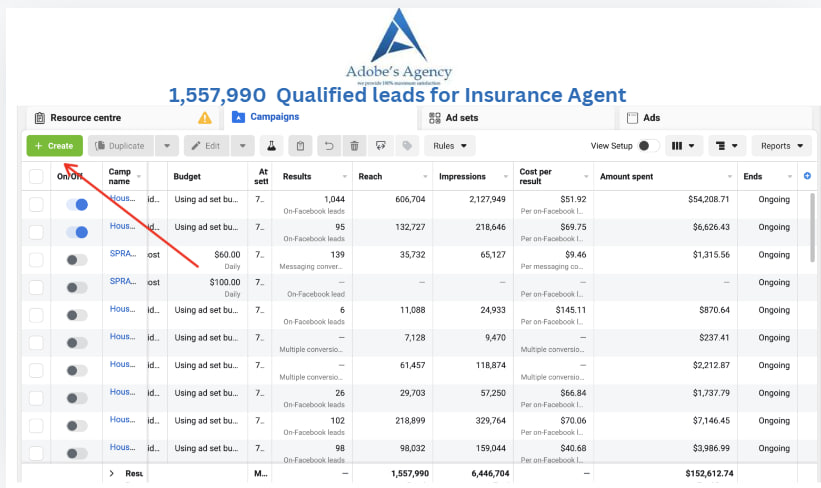 Adobe's Agency
we provide 100% maximum satisfaction
1,557,990 Qualified leads for Insurance Agent
Resource centre
Campaigns
Ad sets
Ads
+ Create
Duplicate
Edit
Rules
View Setup
Reports
On/Off Camp name Budget At sett Results Reach Impressions Cost per result Amount spent Ends
Hous... id... Using ad set bu... 7... 1,044 606,704 2,127,949 $51.92 $54,208.71 Ongoing
On-Facebook leads Per on-Facebook l...
Hous... id... Using ad set bu... 7... 95 132,727 218,646 $69.75 $6,626.43 Ongoing
On-Facebook leads Per on-Facebook l...
SPRA... ost $60.00 7... 139 35,732 65,127 $9.46 $1,315.56 Ongoing
Daily Messaging conver... Per messaging co...
SPRA... ost $100.00 7... — — — — — Ongoing
Daily On-Facebook lead Per on-Facebook l...
Hous... id... Using ad set bu... 7... 6 11,088 24,933 $145.11 $870.64 Ongoing
On-Facebook leads Per on-Facebook l...
Hous... id... Using ad set bu... 7... — 7,128 9,470 — $237.41 Ongoing
Multiple conversio... Multiple conversio...
Hous... id... Using ad set bu... 7... — 61,457 118,874 — $2,212.87 Ongoing
Multiple conversio... Multiple conversio...
Hous... id... Using ad set bu... 7... 26 29,703 57,250 $66.84 $1,737.79 Ongoing
On-Facebook leads Per on-Facebook l...
Hous... id... Using ad set bu... 7... 102 218,899 329,764 $70.06 $7,146.45 Ongoing
On-Facebook leads Per on-Facebook l...
Hous... id... Using ad set bu... 7... 98 98,032 159,044 $40.68 $3,986.99 Ongoing
On-Facebook leads Per on-Facebook l...
> Resu M... — 1,557,990 6,446,704 — $152,612.74